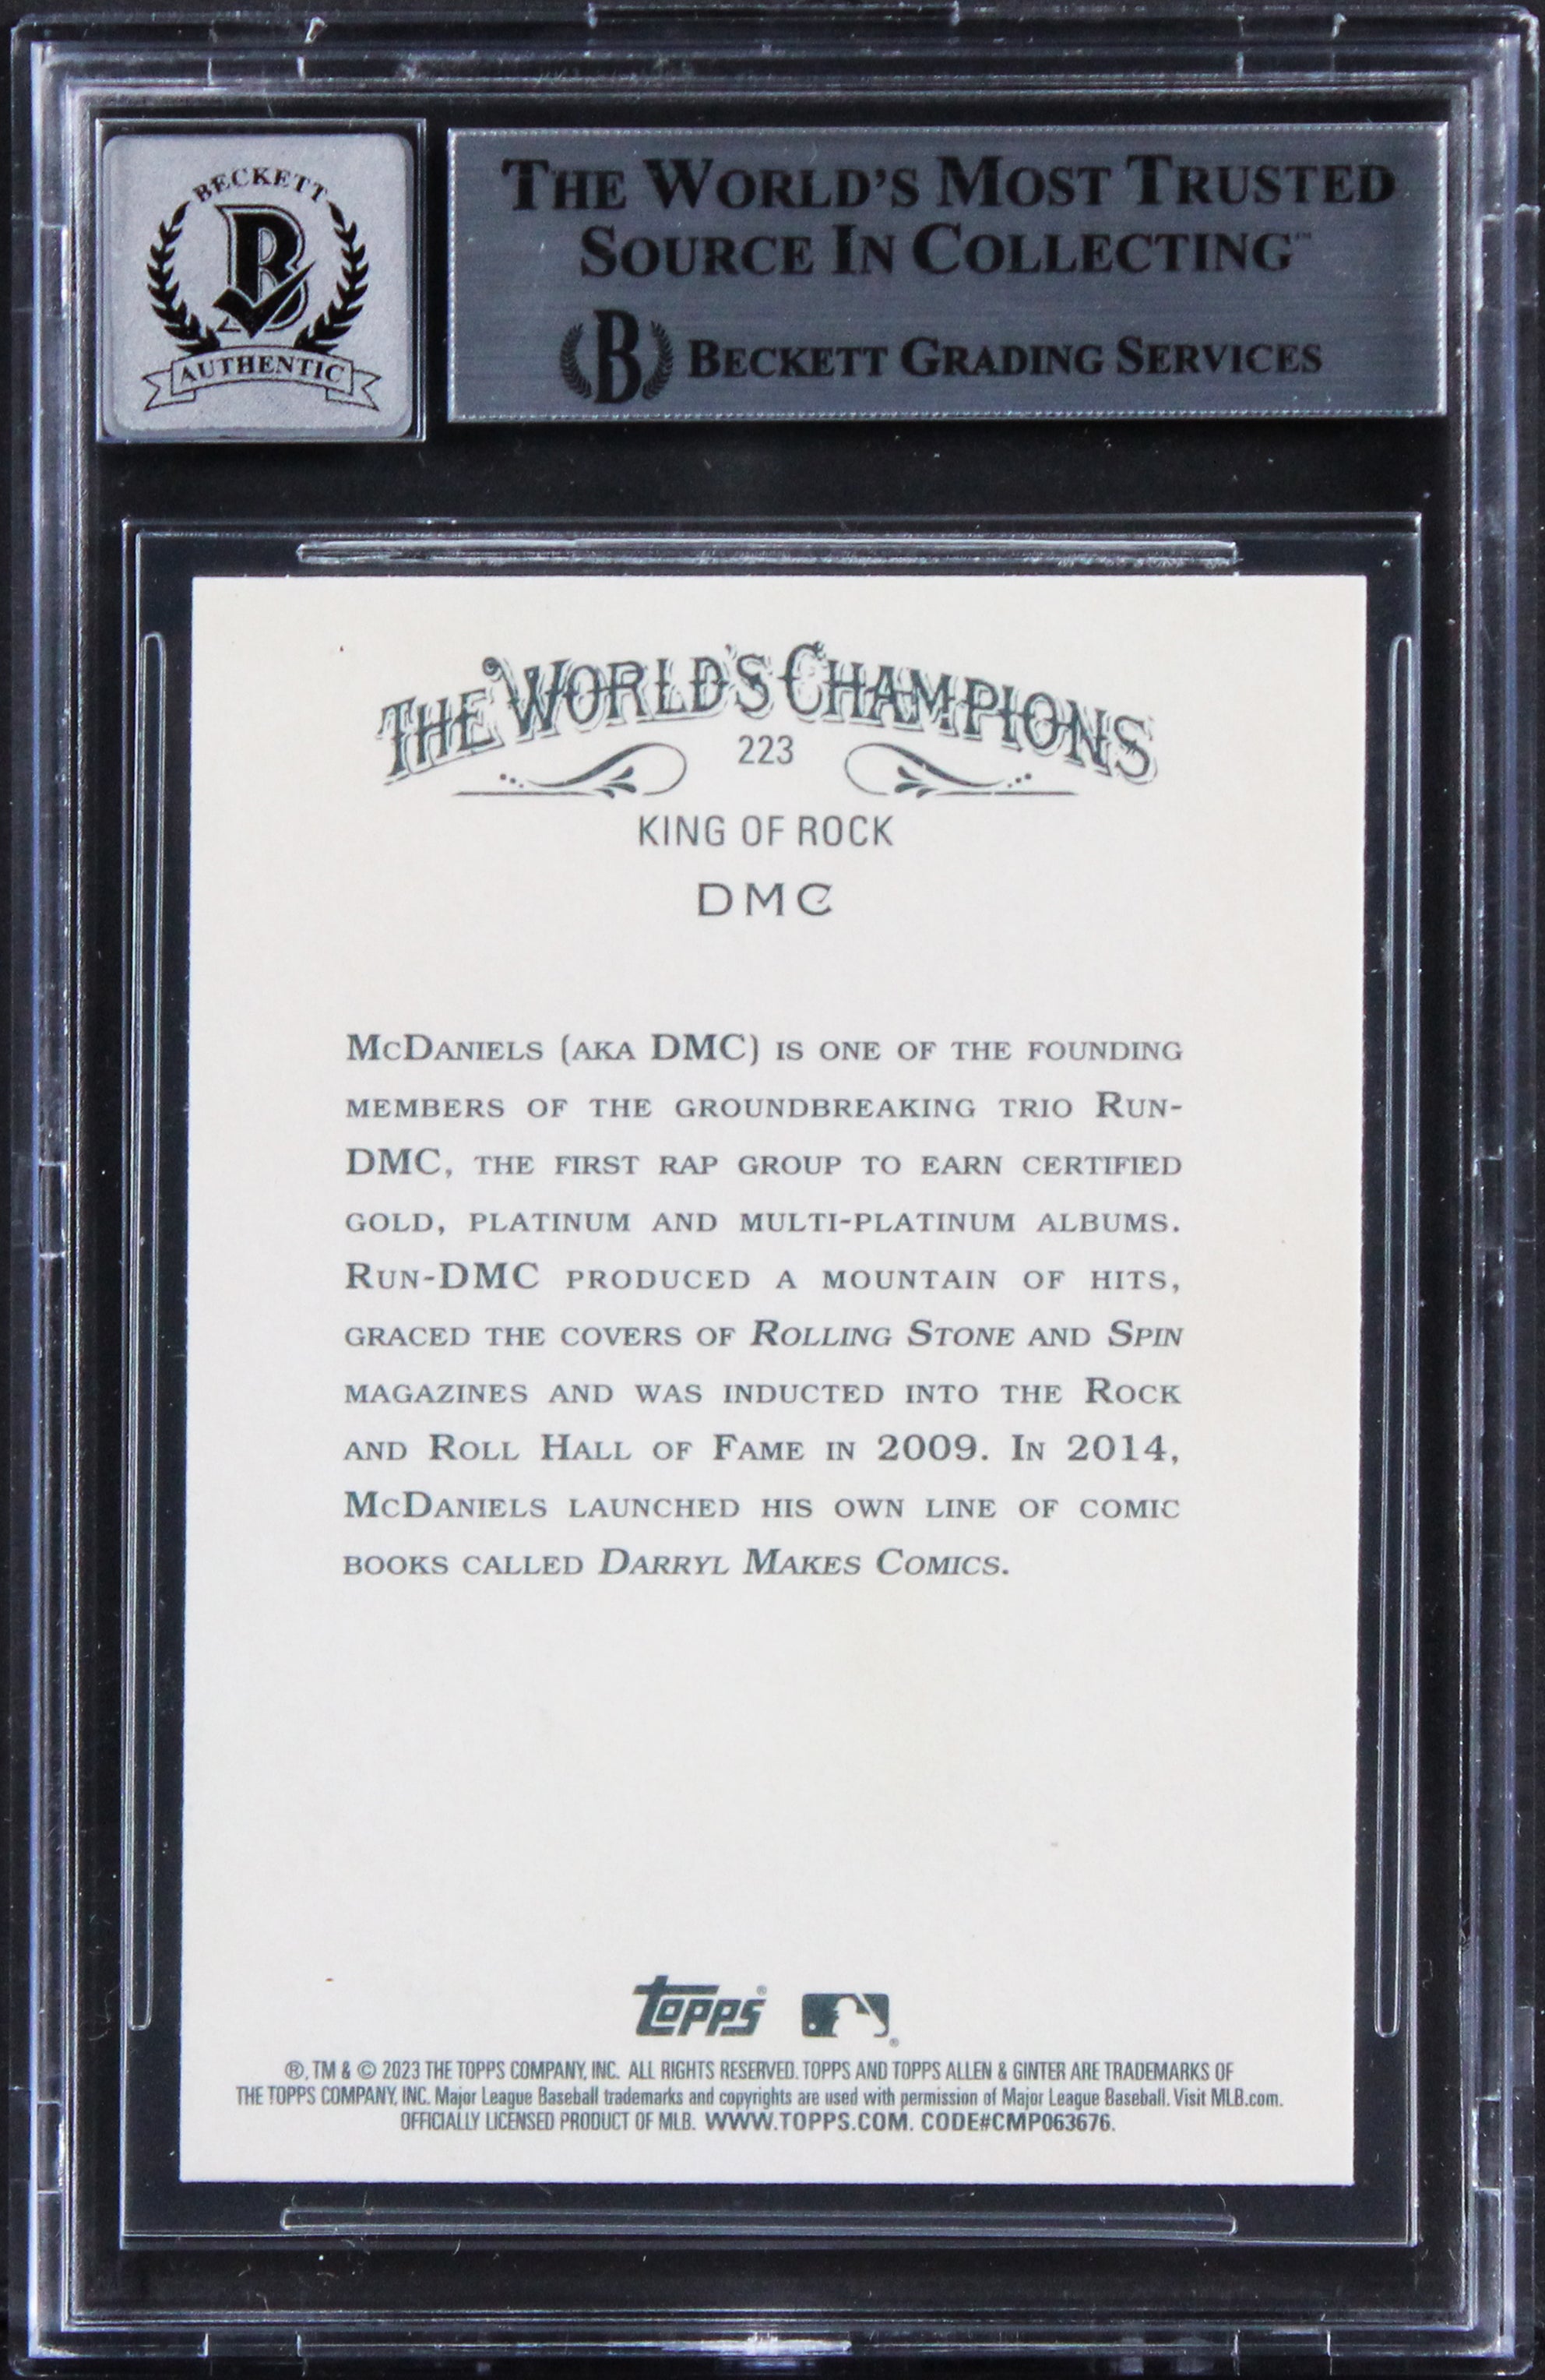 BECKETT
B
AUTHENTIC
THE WORLD'S MOST TRUSTED
SOURCE IN COLLECTING™
B BECKETT GRADING SERVICES
THE WORLD'S CHAMPIONS
223
KING OF ROCK
DMC
MCDANIELS (AKA DMC) IS ONE OF THE FOUNDING
MEMBERS OF THE GROUNDBREAKING TRIO RUN-
DMC, THE FIRST RAP GROUP TO EARN CERTIFIED
GOLD, PLATINUM AND MULTI-PLATINUM ALBUMS.
RUN-DMC PRODUCED A MOUNTAIN OF HITS,
GRACED THE COVERS OF ROLLING STONE AND SPIN
MAGAZINES AND WAS INDUCTED INTO THE ROCK
AND ROLL HALL OF FAME IN 2009. IN 2014,
MCDANIELS LAUNCHED HIS OWN LINE OF COMIC
BOOKS CALLED DARRYL MAKES COMICS.
topps®
®, TM & © 2023 THE TOPPS COMPANY, INC. ALL RIGHTS RESERVED. TOPPS AND TOPPS ALLEN & GINTER ARE TRADEMARKS OF
THE TOPPS COMPANY, INC. Major League Baseball trademarks and copyrights are used with permission of Major League Baseball. Visit MLB.com.
OFFICIALLY LICENSED PRODUCT OF MLB. WWW.TOPPS.COM. CODE#CMP063676.